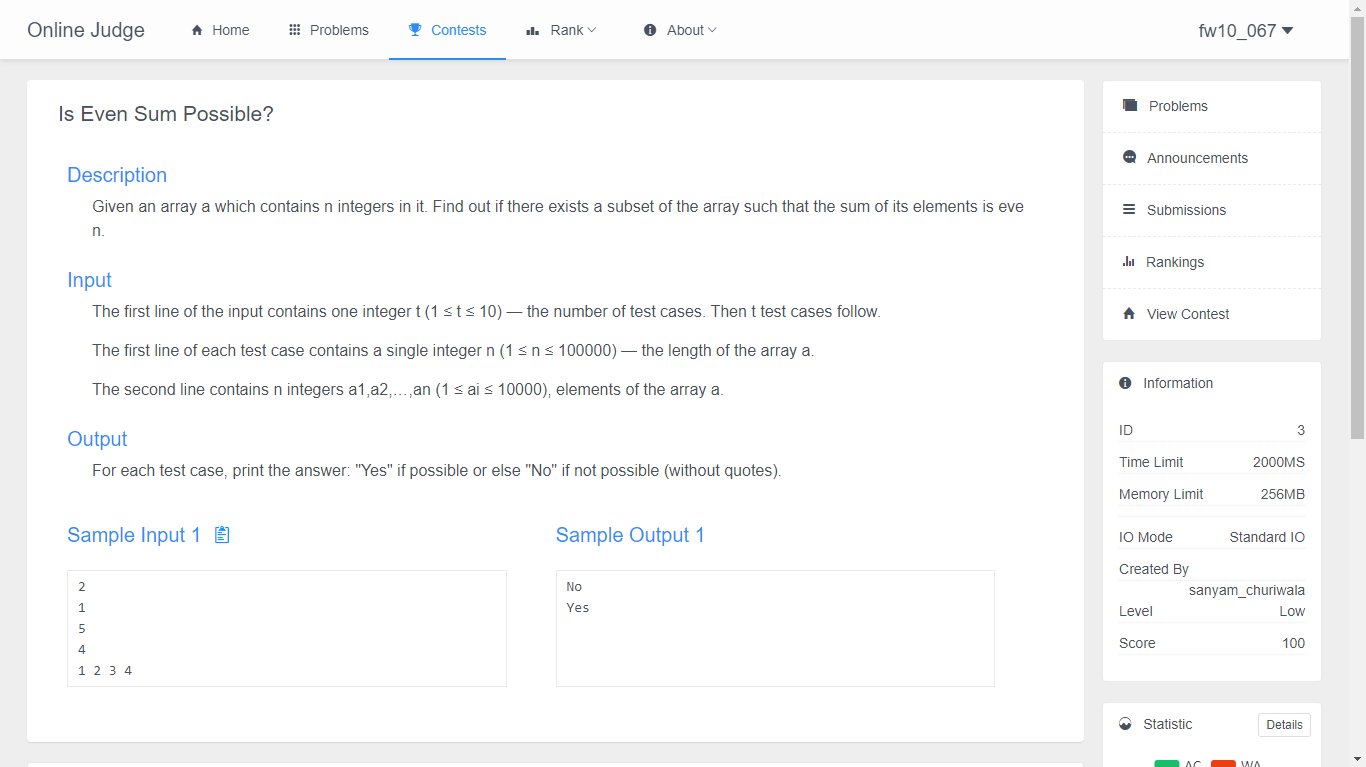 Online Judge
Home
Problems
Contests
Rank
About
fw10_067
Is Even Sum Possible?
Description
Given an array a which contains n integers in it. Find out if there exists a subset of the array such that the sum of its elements is eve
n.
Input
The first line of the input contains one integer t (1 ≤ t ≤ 10) — the number of test cases. Then t test cases follow.
The first line of each test case contains a single integer n (1 ≤ n ≤ 100000) — the length of the array a.
The second line contains n integers a1,a2,…,an (1 ≤ ai ≤ 10000), elements of the array a.
Output
For each test case, print the answer: "Yes" if possible or else "No" if not possible (without quotes).
Sample Input 1
2
1
5
4
1 2 3 4
Sample Output 1
No
Yes
Problems
Announcements
Submissions
Rankings
View Contest
Information
ID 3
Time Limit 2000MS
Memory Limit 256MB
IO Mode Standard IO
Created By
sanyam_churiwala
Level Low
Score 100
Statistic
Details
AC WA